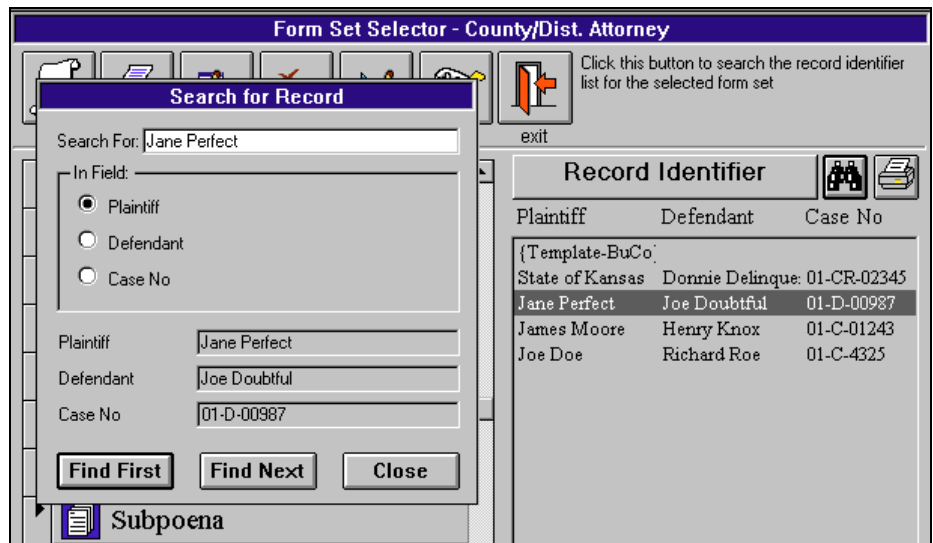 Form Set Selector - County/Dist. Attorney
Click this button to search the record identifier
list for the selected form set
exit
Search for Record
Search For: Jane Perfect
In Field:
Plaintiff
Defendant
Case No
Plaintiff Jane Perfect
Defendant Joe Doubtful
Case No 01-D-00987
Find First Find Next Close
Subpoena
Record Identifier
Plaintiff Defendant Case No
{Template-BuCo}
State of Kansas Donnie Delinque: 01-CR-02345
Jane Perfect Joe Doubtful 01-D-00987
James Moore Henry Knox 01-C-01243
Joe Doe Richard Roe 01-C-4325